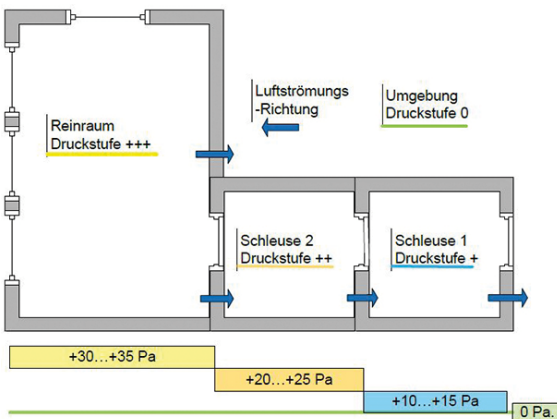 Luftströmungs
-Richtung
Umgebung
Druckstufe 0
Reinraum
Druckstufe +++
Schleuse 2
Druckstufe ++
Schleuse 1
Druckstufe +
+30...+35 Pa
+20...+25 Pa
+10...+15 Pa
0 Pa.